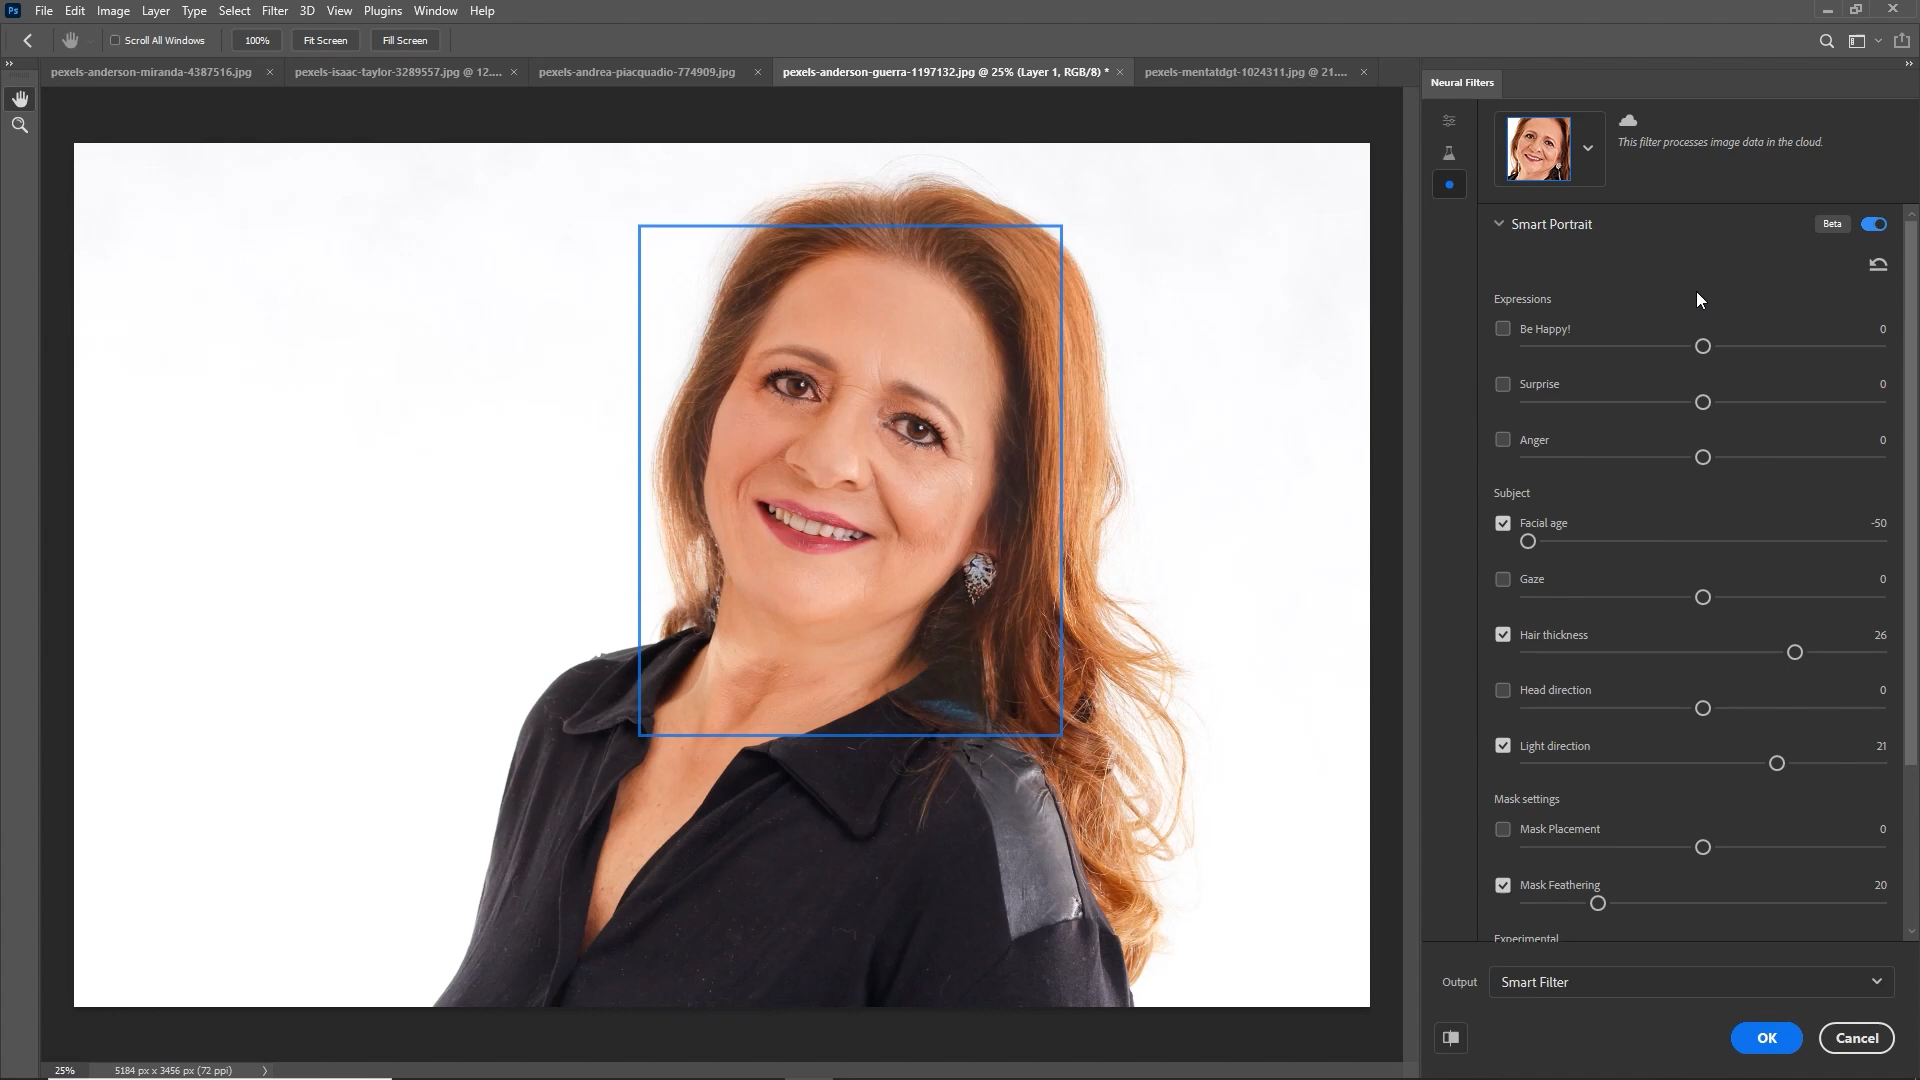 Ps File Edit Image Layer Type Select Filter 3D View Plugins Window Help
Scroll All Windows 100% Fit Screen Fill Screen
pexels-anderson-miranda-4387516.jpg × pexels-isaac-taylor-3289557.jpg @ 12.... × pexels-andrea-piacquadio-774909.jpg × pexels-anderson-guerra-1197132.jpg @ 25% (Layer 1, RGB/8) * × pexels-mentatdgt-1024311.jpg @ 21.... ×
Neural Filters
This filter processes image data in the cloud.
Smart Portrait Beta
Expressions
Be Happy! 0
Surprise 0
Anger 0
Subject
Facial age -50
Gaze 0
Hair thickness 26
Head direction 0
Light direction 21
Mask settings
Mask Placement 0
Mask Feathering 20
Experimental
Output Smart Filter
OK Cancel
25% 5184 px x 3456 px (72 ppi)